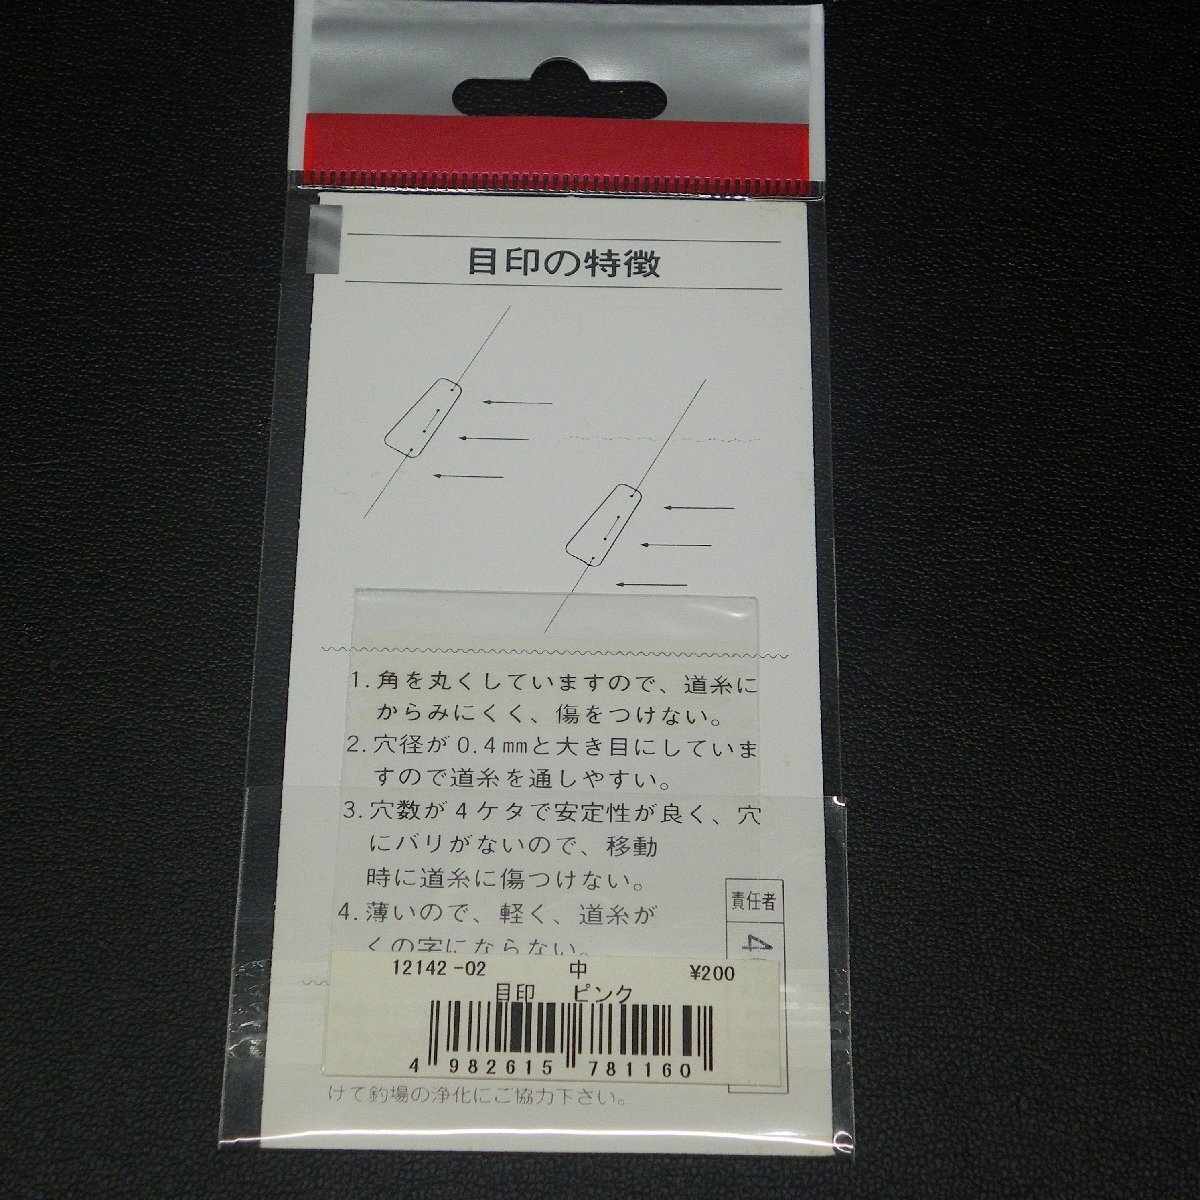 目印の特徴
1. 角を丸くしていますので、道糸に
からみにくく、傷をつけない。
2. 穴径が0.4㎜と大き目にしていま
すので道糸を通しやすい。
3. 穴数が4ケタで安定性が良く、穴
にバリがないので、移動
時に道糸に傷つけない。
4. 薄いので、軽く、道糸が
くの字にならない。
責任者
4
12142-02 中 ¥200
目印 ピンク
4 982615 781160
けて釣場の浄化にご協力下さい。